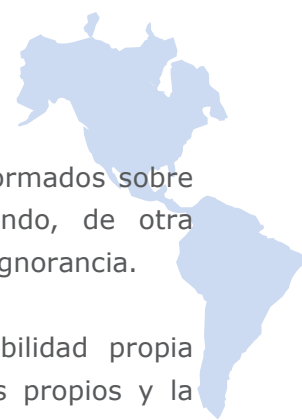 ormados sobre
ndo, de otra
gnorancia.
bilidad propia
s propios y la